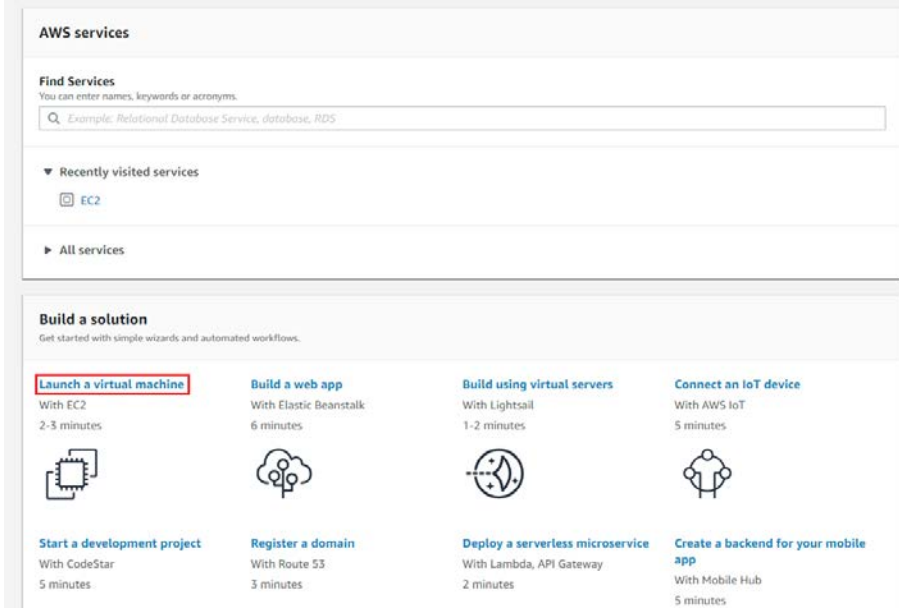 AWS services
Find Services
You can enter names, keywords or acronyms.
Example: Relational Database Service, database, RDS
Recently visited services
EC2
All services
Build a solution
Get started with simple wizards and automated workflows.
Launch a virtual machine
With EC2
2-3 minutes
Build a web app
With Elastic Beanstalk
6 minutes
Build using virtual servers
With Lightsail
1-2 minutes
Connect an IoT device
With AWS IoT
5 minutes
Start a development project
With CodeStar
5 minutes
Register a domain
With Route 53
3 minutes
Deploy a serverless microservice
With Lambda, API Gateway
2 minutes
Create a backend for your mobile
app
With Mobile Hub
5 minutes